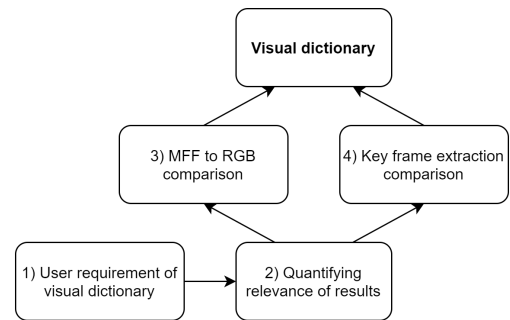 Visual dictionary
3) MFF to RGB
comparison
4) Key frame extraction
comparison
1) User requirement of
visual dictionary
2) Quantifying
relevance of results